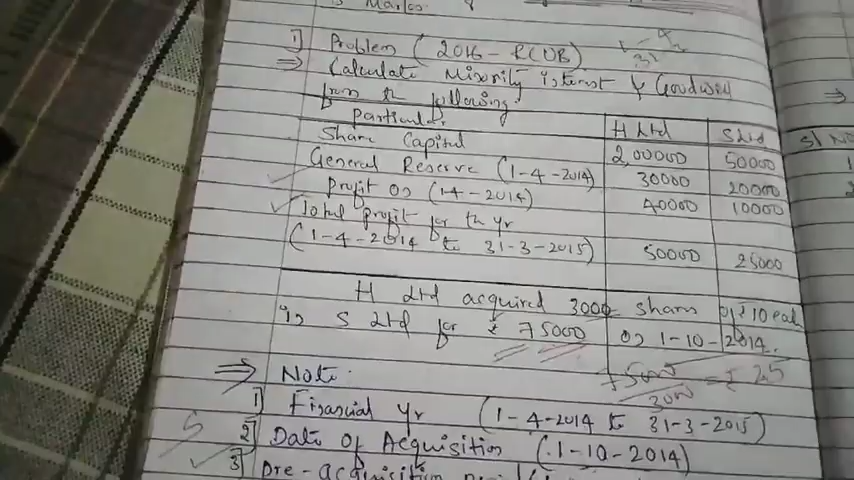 Marks.
1] Problem (2016 - RCUB)
⇒ Calculate Minority interest & Goodwill
from the following.
Particular. H Ltd S Ltd
Share Capital 2,00000 50000
General Reserve (1-4-2014) 30000 20000
Profit on (1-4-2014) 40000 10000
Total profit for the yr
(1-4-2014 to 31-3-2015) 50000 25000
H Ltd acquired 3000 shares of ₹ 10 each
in S Ltd for ₹ 75000 on 1-10-2014.
⇒ Note:
1] Financial yr (1-4-2014 to 31-3-2015)
2] Date of Acquisition (1-10-2014)
3] pre-acquisition